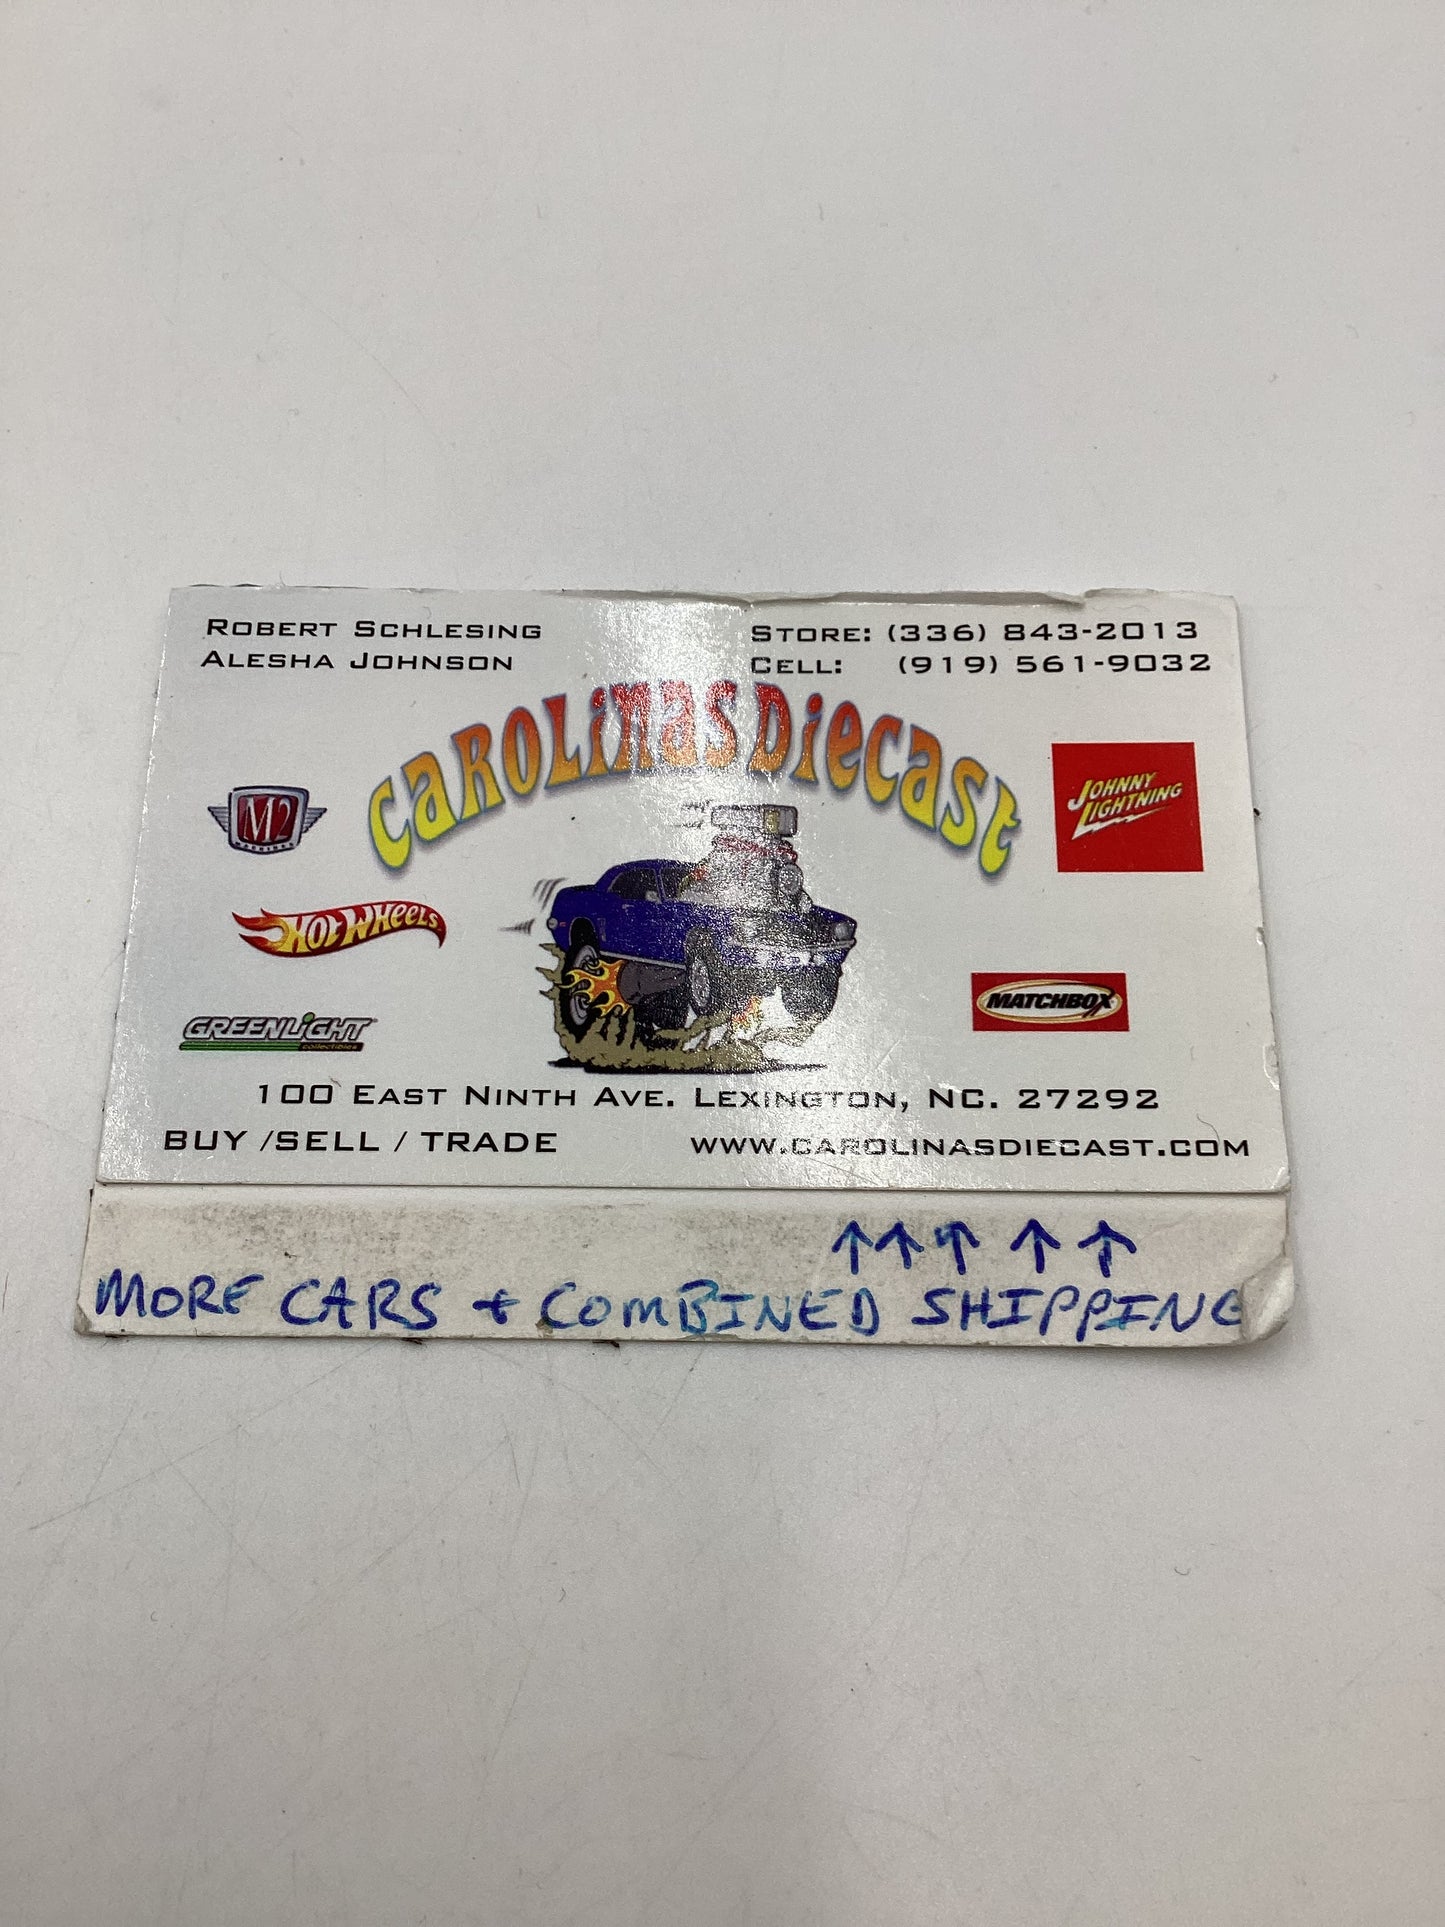 ROBERT SCHLESING
ALESHA JOHNSON
STORE: (336) 843-2013
CELL: (919) 561-9032
CAROLiNas DiecasT
M2
MACHINES
JOHNNY
LIGHTNING
HOT WHEELS
MATCHBOX
GREENLiGHT
collectibles
100 EAST NINTH AVE. LEXINGTON, NC. 27292
BUY /SELL / TRADE
WWW.CAROLINASDIECAST.COM
↑↑↑ ↑ ↑
MORE CARS + COMBINED SHIPPING